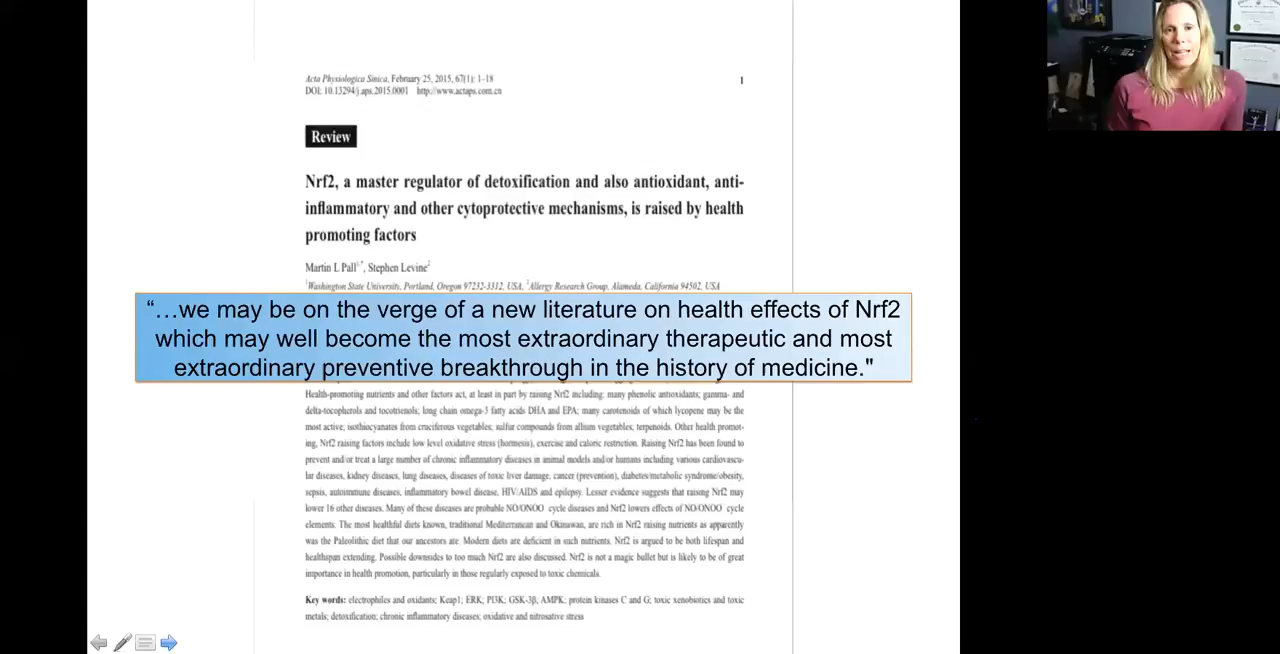 Acta Physiologica Sinica, February 25, 2015, 67(1): 1–18
DOI: 10.13294/j.aps.2015.0001 http://www.actaps.com.cn
1
Review
Nrf2, a master regulator of detoxification and also antioxidant, anti-
inflammatory and other cytoprotective mechanisms, is raised by health
promoting factors
Martin L Pall1,*, Stephen Levine2
1Washington State University, Portland, Oregon 97232-3312, USA, 2Allergy Research Group, Alameda, California 94502, USA
“…we may be on the verge of a new literature on health effects of Nrf2
which may well become the most extraordinary therapeutic and most
extraordinary preventive breakthrough in the history of medicine."
Health-promoting nutrients and other factors act, at least in part by raising Nrf2 including: many phenolic antioxidants; gamma- and
delta-tocopherols and tocotrienols; long chain omega-3 fatty acids DHA and EPA; many carotenoids of which lycopene may be the
most active; isothiocyanates from cruciferous vegetables; sulfur compounds from allium vegetables; terpenoids. Other health promot-
ing, Nrf2 raising factors include low level oxidative stress (hormesis), exercise and caloric restriction. Raising Nrf2 has been found to
prevent and/or treat a large number of chronic inflammatory diseases in animal models and/or humans including various cardiovascu-
lar diseases, kidney diseases, lung diseases, diseases of toxic liver damage, cancer (prevention), diabetes/metabolic syndrome/obesity,
sepsis, autoimmune diseases, inflammatory bowel disease, HIV/AIDS and epilepsy. Lesser evidence suggests that raising Nrf2 may
lower 16 other diseases. Many of these diseases are probable NO/ONOO cycle diseases and Nrf2 lowers effects of NO/ONOO cycle
elements. The most healthful diets known, traditional Mediterranean and Okinawan, are rich in Nrf2 raising nutrients as apparently
was the Paleolithic diet that our ancestors ate. Modern diets are deficient in such nutrients. Nrf2 is argued to be both lifespan and
healthspan extending. Possible downsides to too much Nrf2 are also discussed. Nrf2 is not a magic bullet but is likely to be of great
importance in health promotion, particularly in those regularly exposed to toxic chemicals.
Key words: electrophiles and oxidants; Keap1; ERK; PI3K; GSK-3β, AMPK; protein kinases C and G; toxic xenobiotics and toxic
metals; detoxification; chronic inflammatory diseases; oxidative and nitrosative stress